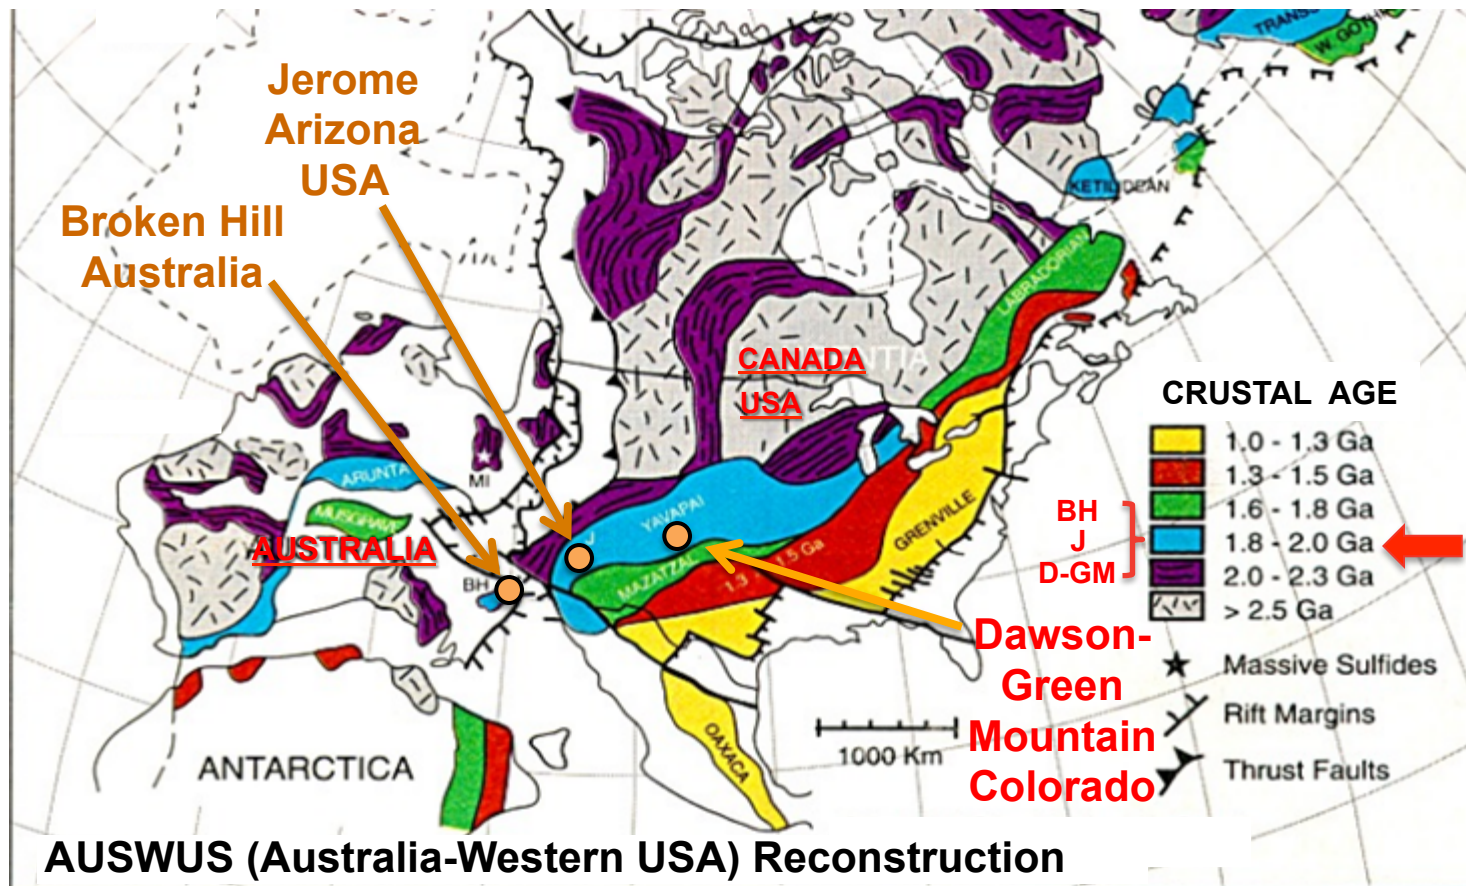 Jerome
Arizona
USA
Broken Hill
Australia
W. GOTH
KETILIDEAN
LABRADORIAN
CANADA
USA
CRUSTAL AGE
1.0 - 1.3 Ga
1.3 - 1.5 Ga
1.6 - 1.8 Ga
1.8 - 2.0 Ga
2.0 - 2.3 Ga
> 2.5 Ga
BH
J
D-GM
Massive Sulfides
Rift Margins
Thrust Faults
ARUNTA
MI
MUSGRAVE
AUSTRALIA
BH
J
YAVAPAI
MAZATZAL
1.3 - 1.5 Ga
GRENVILLE
OAXACA
Dawson-
Green
Mountain
Colorado
1000 Km
ANTARCTICA
AUSWUS (Australia-Western USA) Reconstruction